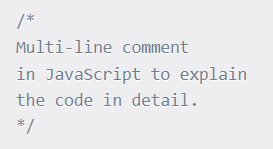 /*
Multi-line comment
in JavaScript to explain
the code in detail.
*/